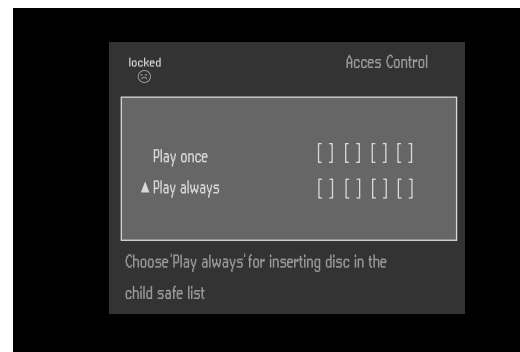 locked
Acces Control
Play once [ ] [ ] [ ] [ ]
▲ Play always [ ] [ ] [ ] [ ]
Choose 'Play always' for inserting disc in the
child safe list